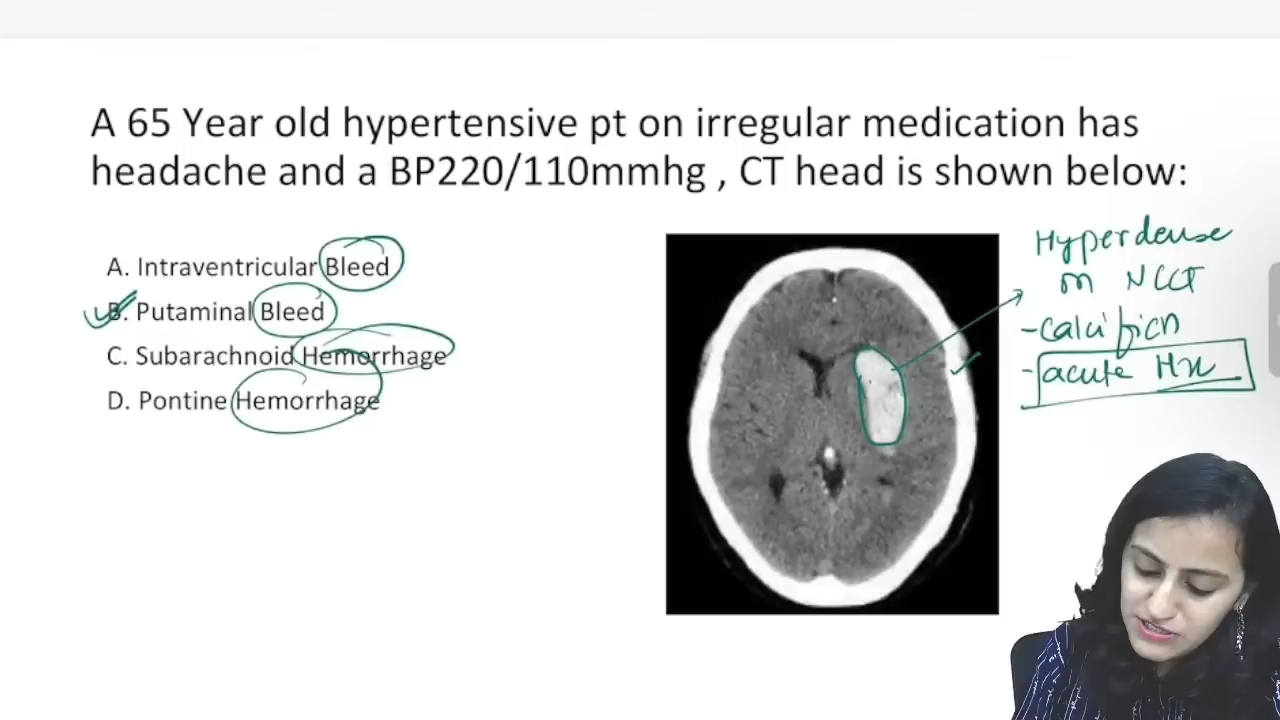 A 65 Year old hypertensive pt on irregular medication has
headache and a BP220/110mmhg , CT head is shown below:
A. Intraventricular Bleed
B. Putaminal Bleed
C. Subarachnoid Hemorrhage
D. Pontine Hemorrhage
Hyperdense
on NCCT
-calcificn
-acute Hx